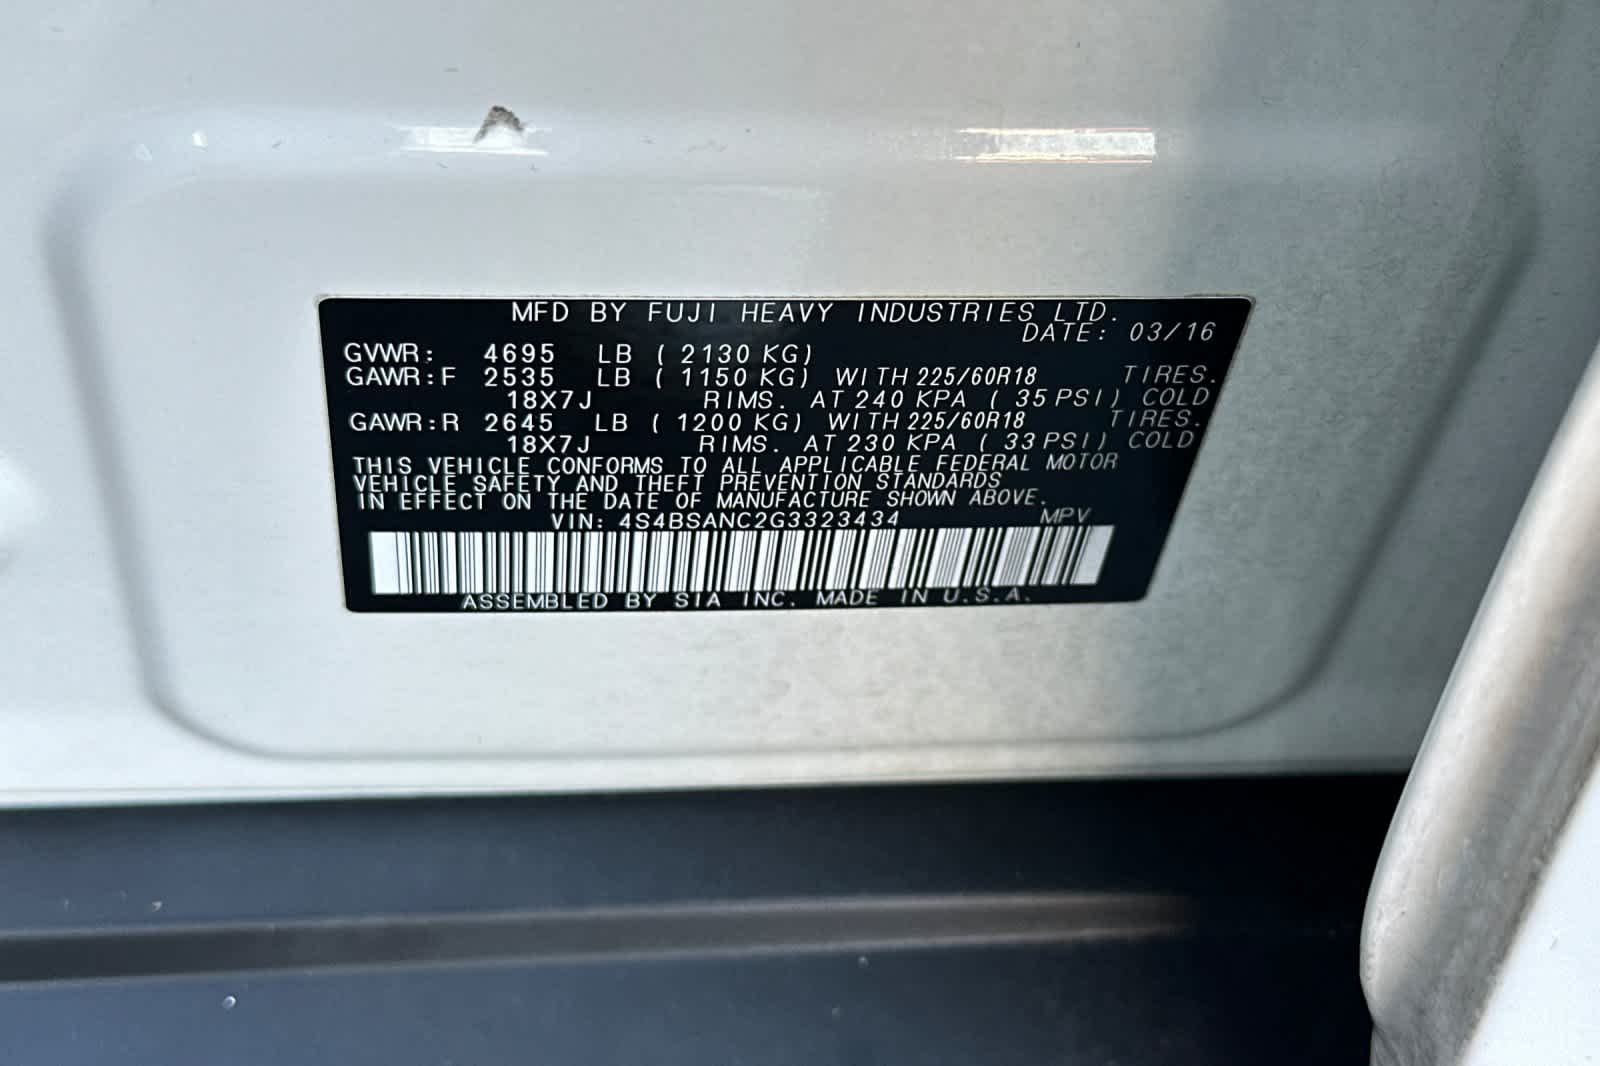 MFD BY FUJI HEAVY INDUSTRIES LTD.
DATE: 03/16
GVWR: 4695 LB (2130 KG)
GAWR:F 2535 LB (1150 KG) WITH 225/60R18 TIRES.
18X7J RIMS. AT 240 KPA (35 PSI) COLD
GAWR:R 2645 LB (1200 KG) WITH 225/60R18 TIRES.
18X7J RIMS. AT 230 KPA (33 PSI) COLD
THIS VEHICLE CONFORMS TO ALL APPLICABLE FEDERAL MOTOR
VEHICLE SAFETY AND THEFT PREVENTION STANDARDS
IN EFFECT ON THE DATE OF MANUFACTURE SHOWN ABOVE.
VIN: 4S4BSANC2G3323434 MPV
ASSEMBLED BY SIA INC. MADE IN U.S.A.